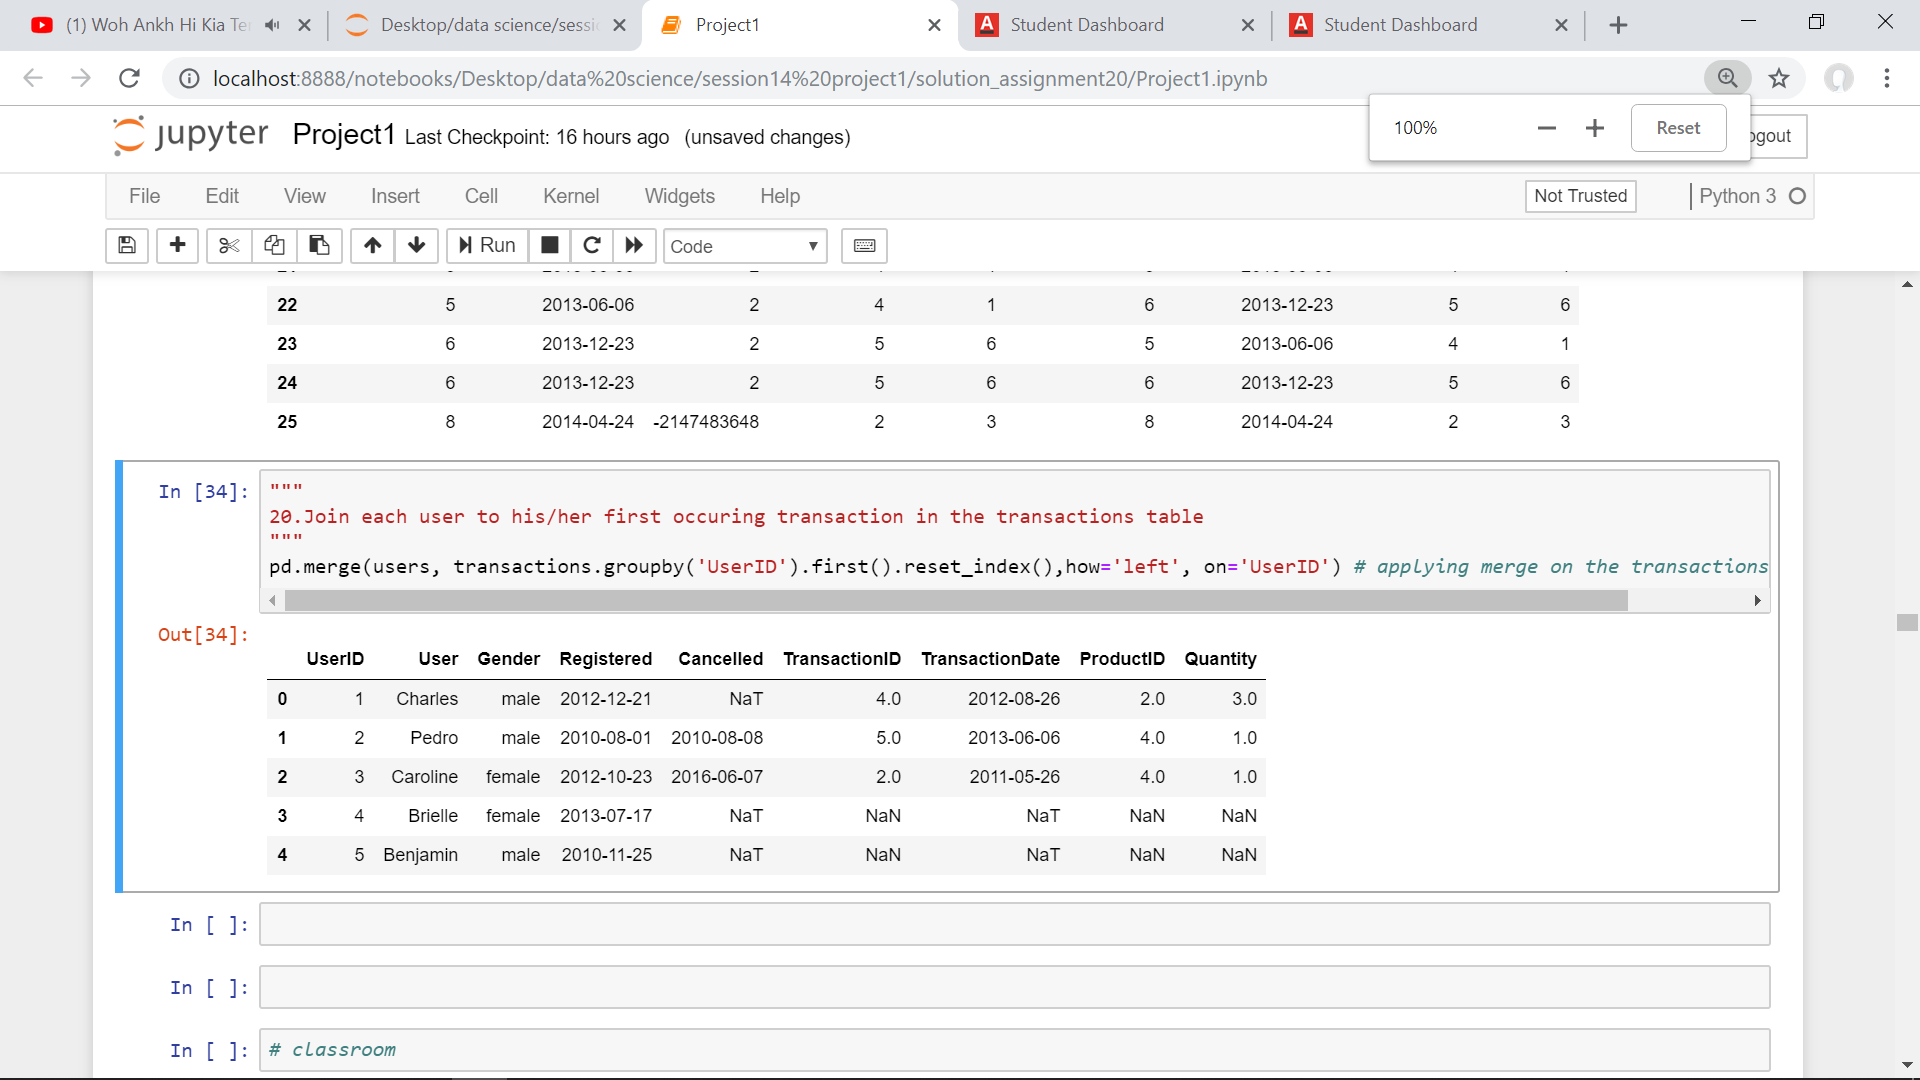 (1) Woh Ankh Hi Kia Ter
Desktop/data science/sessi
Project1
Student Dashboard
Student Dashboard
localhost:8888/notebooks/Desktop/data%20science/session14%20project1/solution_assignment20/Project1.ipynb
100%
Reset
jupyter Project1 Last Checkpoint: 16 hours ago (unsaved changes)
ogout
File Edit View Insert Cell Kernel Widgets Help
Not Trusted
Python 3
Run
Code
22 5 2013-06-06 2 4 1 6 2013-12-23 5 6
23 6 2013-12-23 2 5 6 5 2013-06-06 4 1
24 6 2013-12-23 2 5 6 6 2013-12-23 5 6
25 8 2014-04-24 -2147483648 2 3 8 2014-04-24 2 3
In [34]: """
20.Join each user to his/her first occuring transaction in the transactions table
"""
pd.merge(users, transactions.groupby('UserID').first().reset_index(),how='left', on='UserID') # applying merge on the transactions
Out[34]:
UserID User Gender Registered Cancelled TransactionID TransactionDate ProductID Quantity
0 1 Charles male 2012-12-21 NaT 4.0 2012-08-26 2.0 3.0
1 2 Pedro male 2010-08-01 2010-08-08 5.0 2013-06-06 4.0 1.0
2 3 Caroline female 2012-10-23 2016-06-07 2.0 2011-05-26 4.0 1.0
3 4 Brielle female 2013-07-17 NaT NaN NaT NaN NaN
4 5 Benjamin male 2010-11-25 NaT NaN NaT NaN NaN
In [ ]:
In [ ]:
In [ ]: # classroom